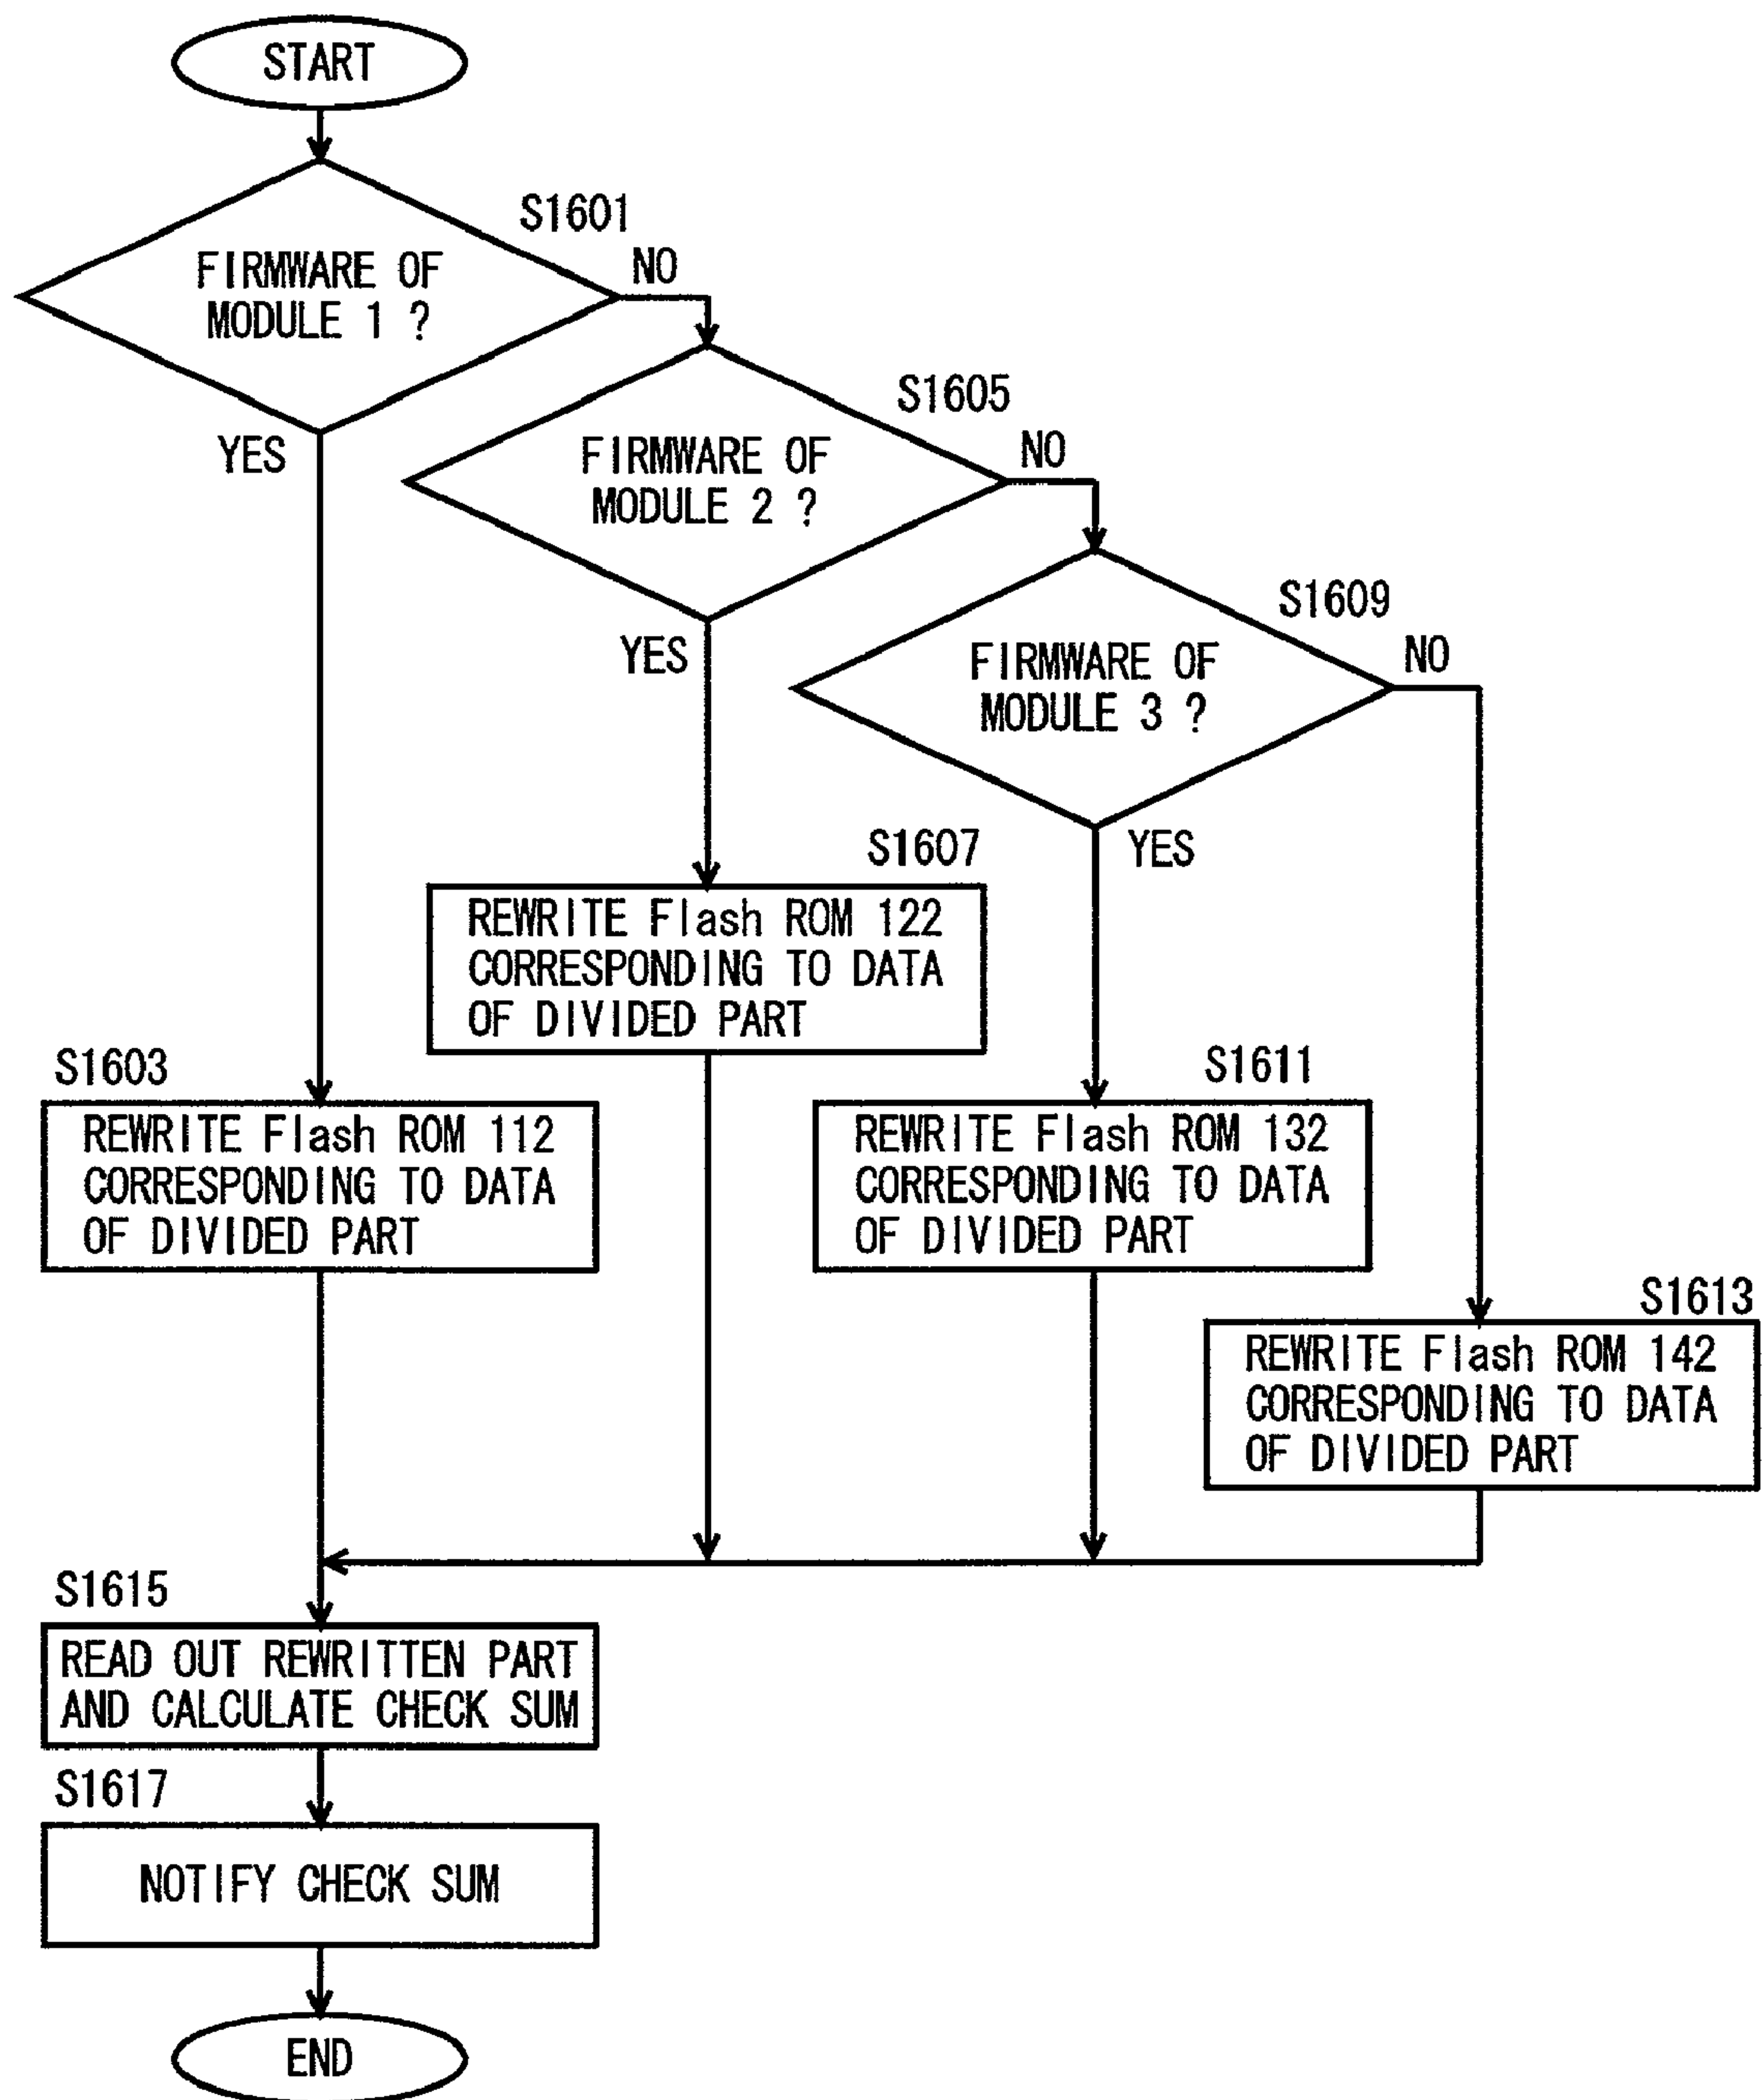 START
S1601
FIRMWARE OF
MODULE 1 ?
NO
YES
S1605
FIRMWARE OF
MODULE 2 ?
NO
YES
S1609
FIRMWARE OF
MODULE 3 ?
NO
YES
S1607
REWRITE Flash ROM 122
CORRESPONDING TO DATA
OF DIVIDED PART
S1603
REWRITE Flash ROM 112
CORRESPONDING TO DATA
OF DIVIDED PART
S1611
REWRITE Flash ROM 132
CORRESPONDING TO DATA
OF DIVIDED PART
S1613
REWRITE Flash ROM 142
CORRESPONDING TO DATA
OF DIVIDED PART
S1615
READ OUT REWRITTEN PART
AND CALCULATE CHECK SUM
S1617
NOTIFY CHECK SUM
END